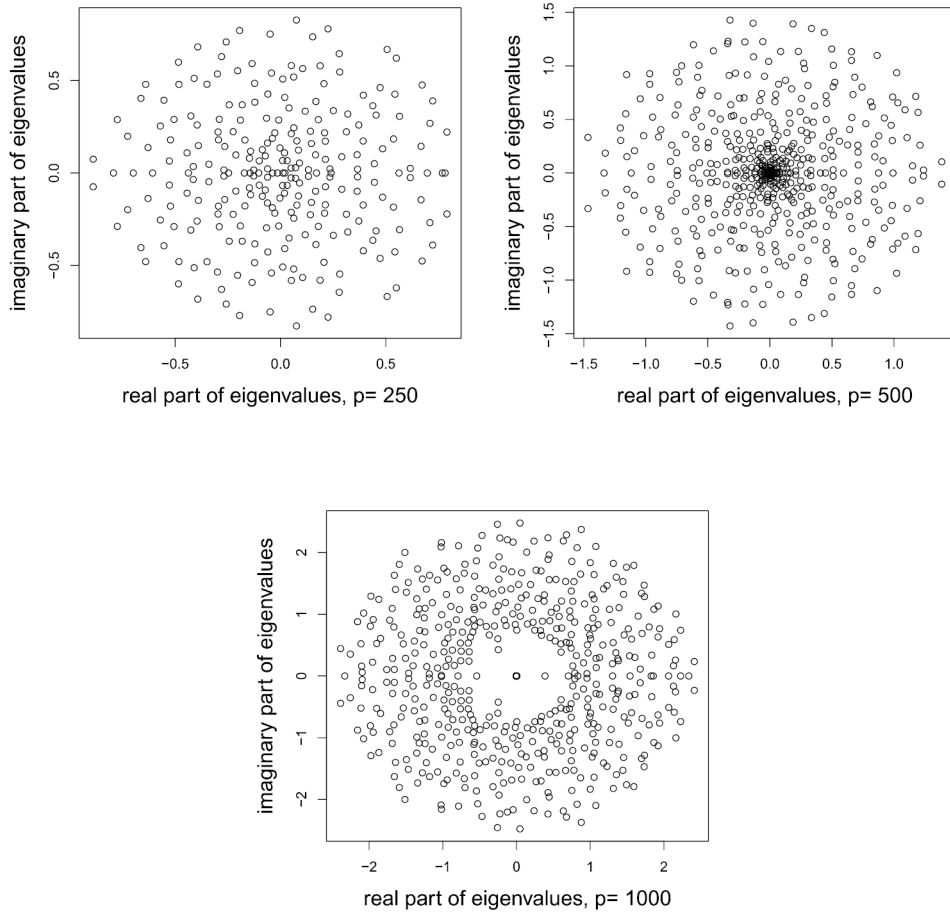 imaginary part of eigenvalues
0.5
0.0
−0.5
−0.5 0.0 0.5
real part of eigenvalues, p= 250
imaginary part of eigenvalues
1.5
1.0
0.5
0.0
−0.5
−1.0
−1.5
−1.5 −1.0 −0.5 0.0 0.5 1.0
real part of eigenvalues, p= 500
imaginary part of eigenvalues
2
1
0
−1
−2
−2 −1 0 1 2
real part of eigenvalues, p= 1000